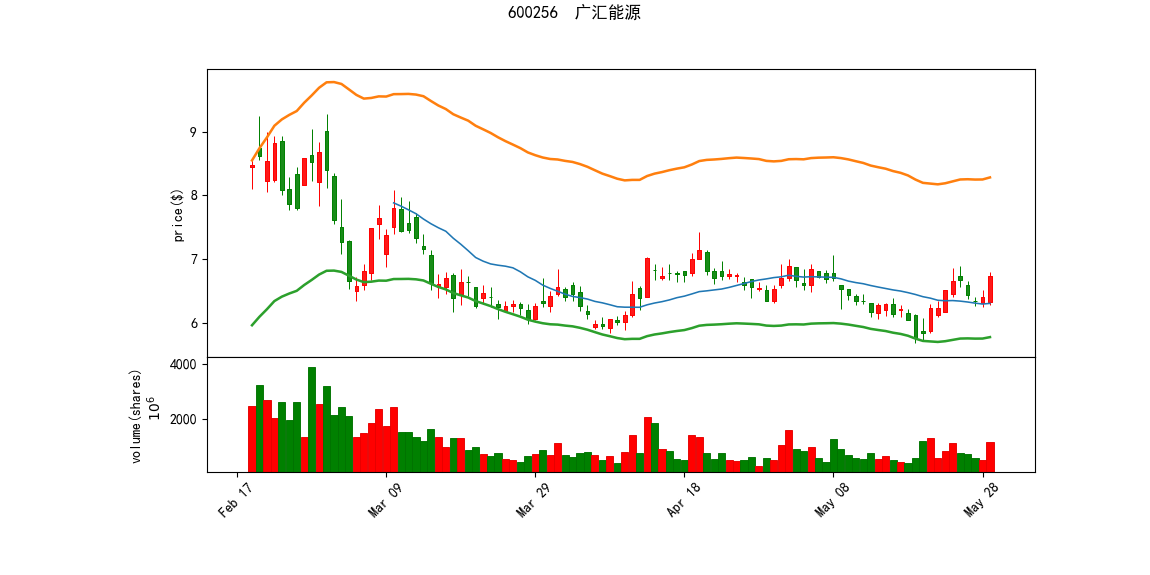 600256 广汇能源
price($)
9
8
7
6
volume(shares)
10^6
4000
2000
Feb 17
Mar 09
Mar 29
Apr 18
May 08
May 28